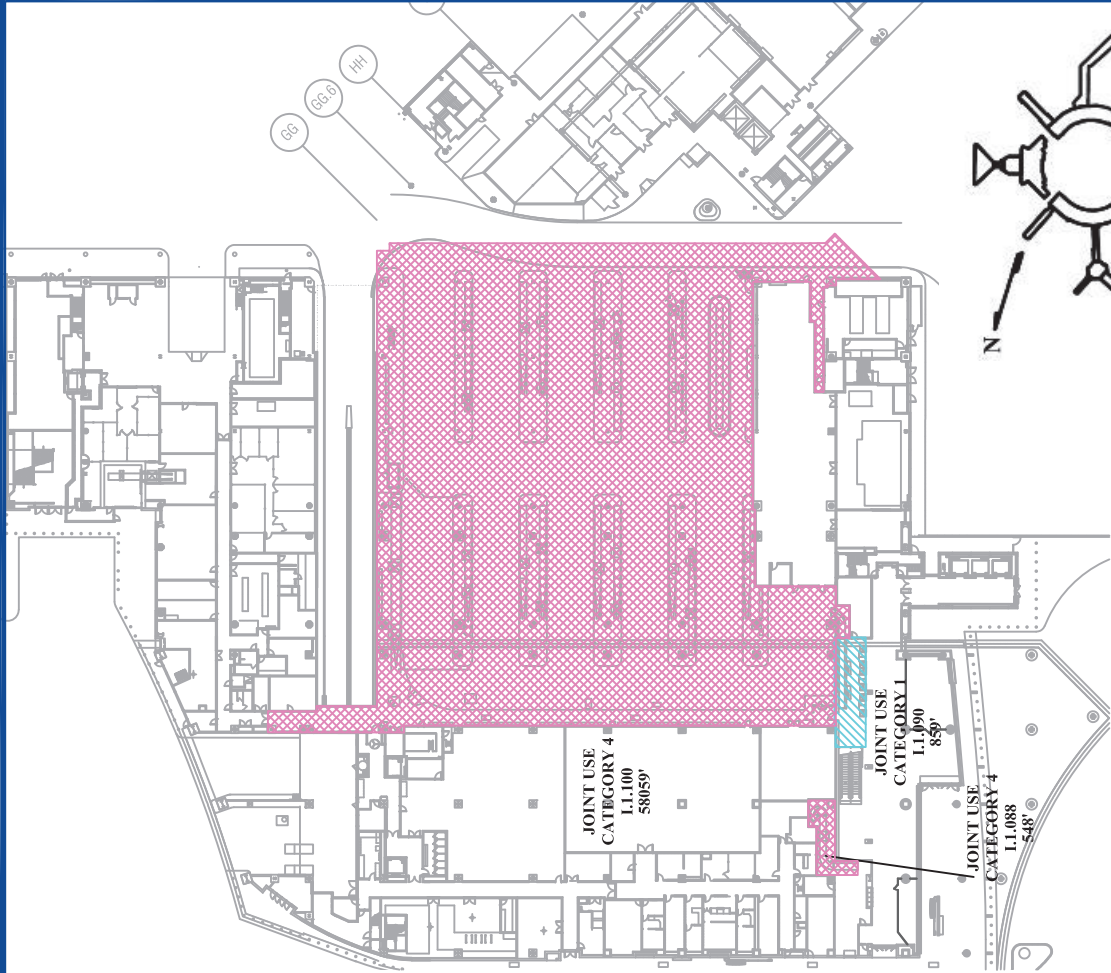 HH
GG.6
GG
N
JOINT USE
CATEGORY 4
I.1.100
58059'
JOINT USE
CATEGORY 1
I.1.090
859'
JOINT USE
CATEGORY 4
I.1.088
548'